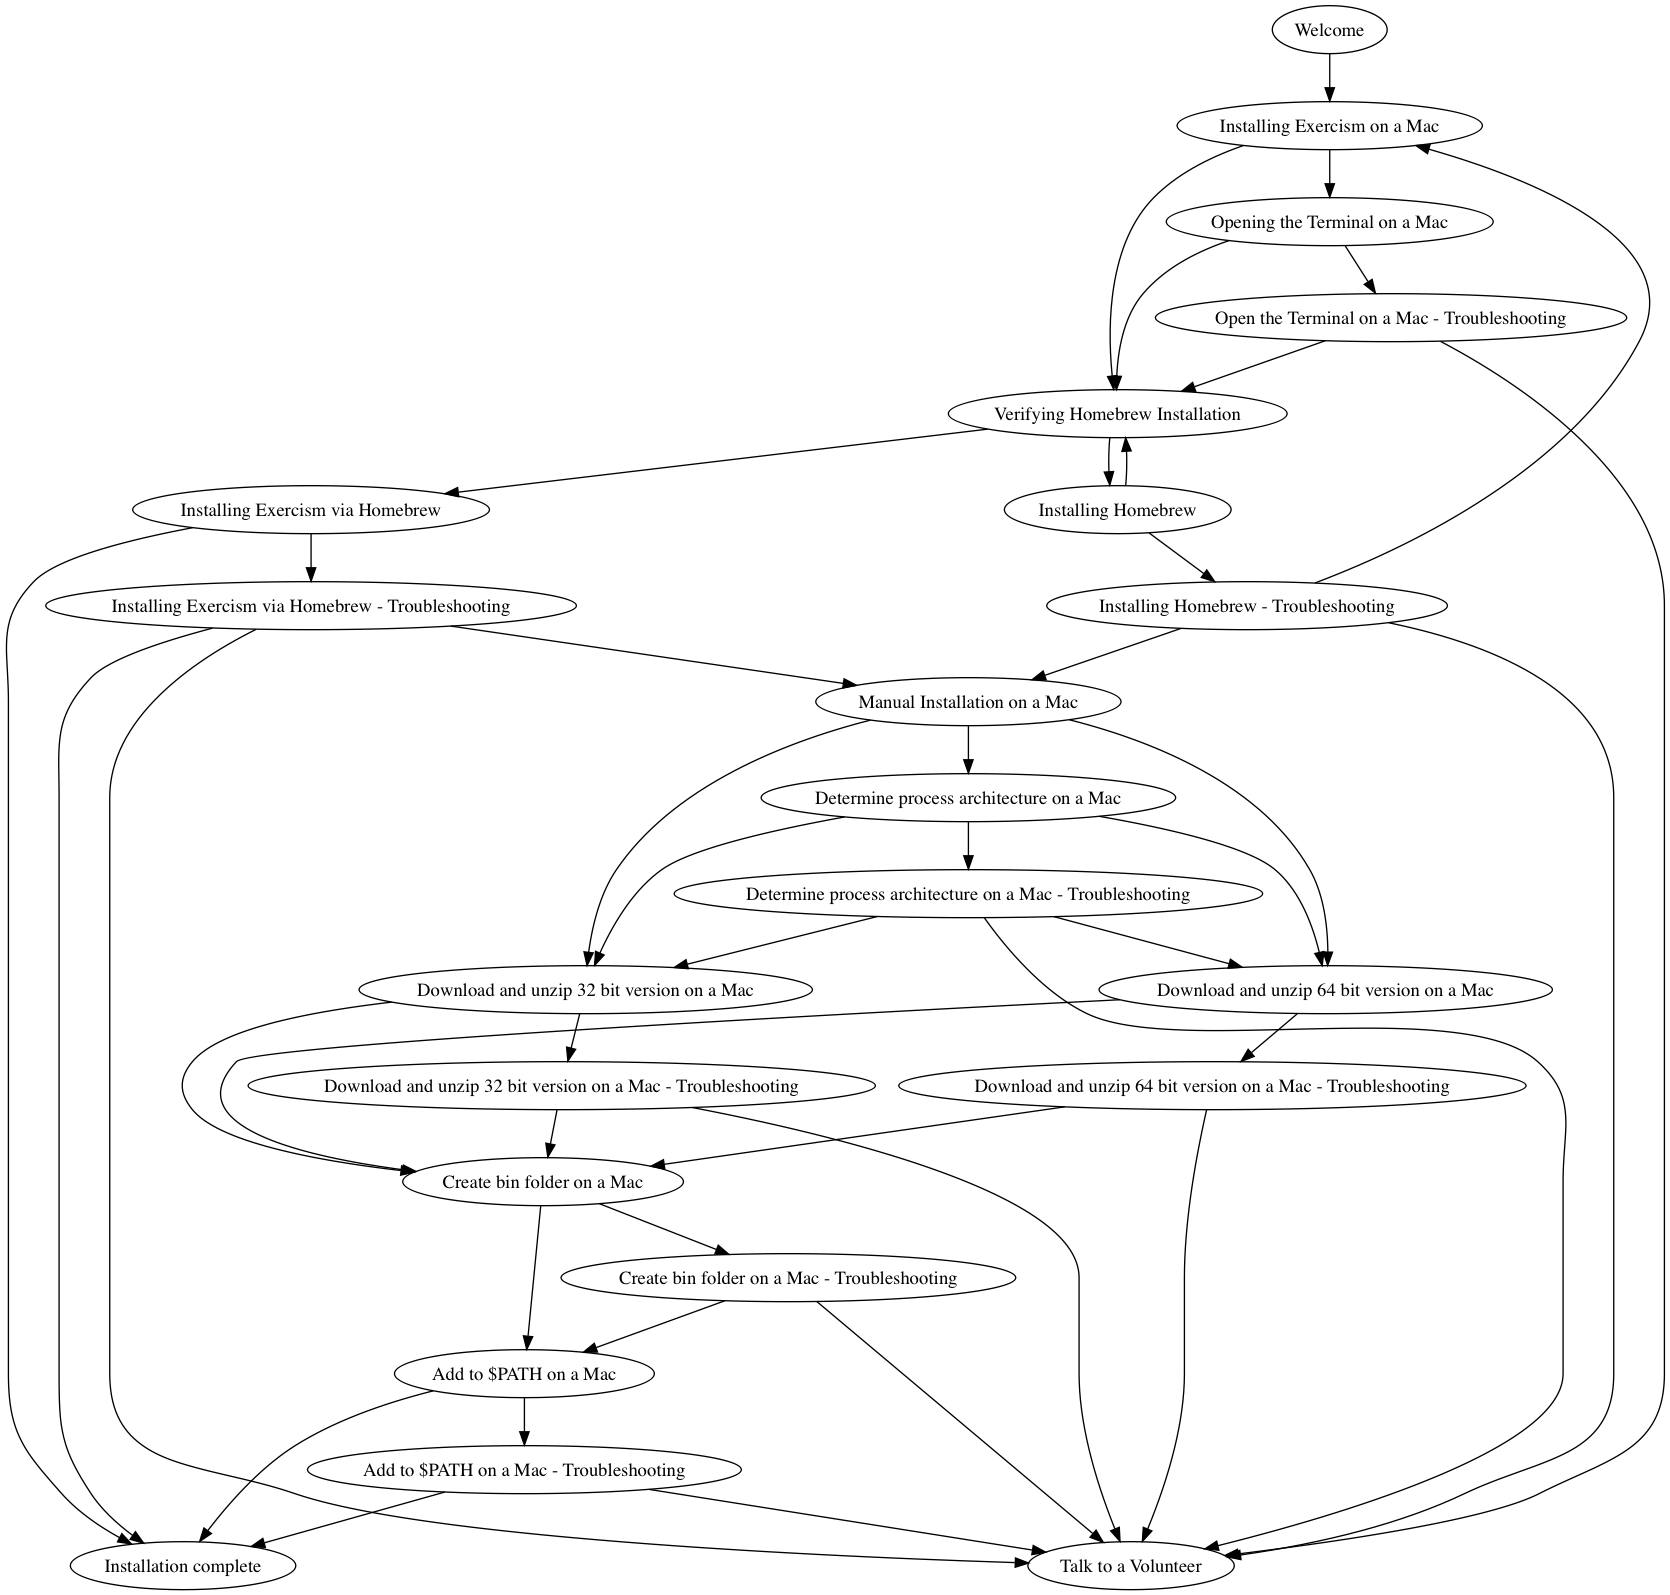 Welcome
Installing Exercism on a Mac
Opening the Terminal on a Mac
Open the Terminal on a Mac - Troubleshooting
Verifying Homebrew Installation
Installing Exercism via Homebrew
Installing Homebrew
Installing Exercism via Homebrew - Troubleshooting
Installing Homebrew - Troubleshooting
Manual Installation on a Mac
Determine process architecture on a Mac
Determine process architecture on a Mac - Troubleshooting
Download and unzip 32 bit version on a Mac
Download and unzip 64 bit version on a Mac
Download and unzip 32 bit version on a Mac - Troubleshooting
Download and unzip 64 bit version on a Mac - Troubleshooting
Create bin folder on a Mac
Create bin folder on a Mac - Troubleshooting
Add to $PATH on a Mac
Add to $PATH on a Mac - Troubleshooting
Installation complete
Talk to a Volunteer